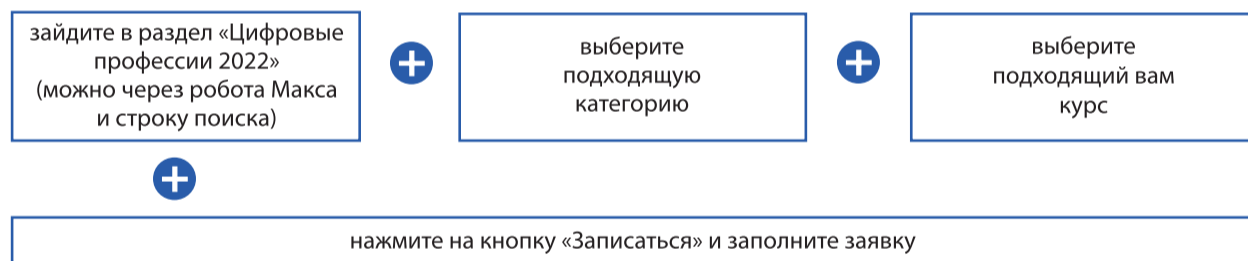 зайдите в раздел «Цифровые
профессии 2022»
(можно через робота Макса
и строку поиска)
выберите
подходящую
категорию
выберите
подходящий вам
курс
нажмите на кнопку «Записаться» и заполните заявку